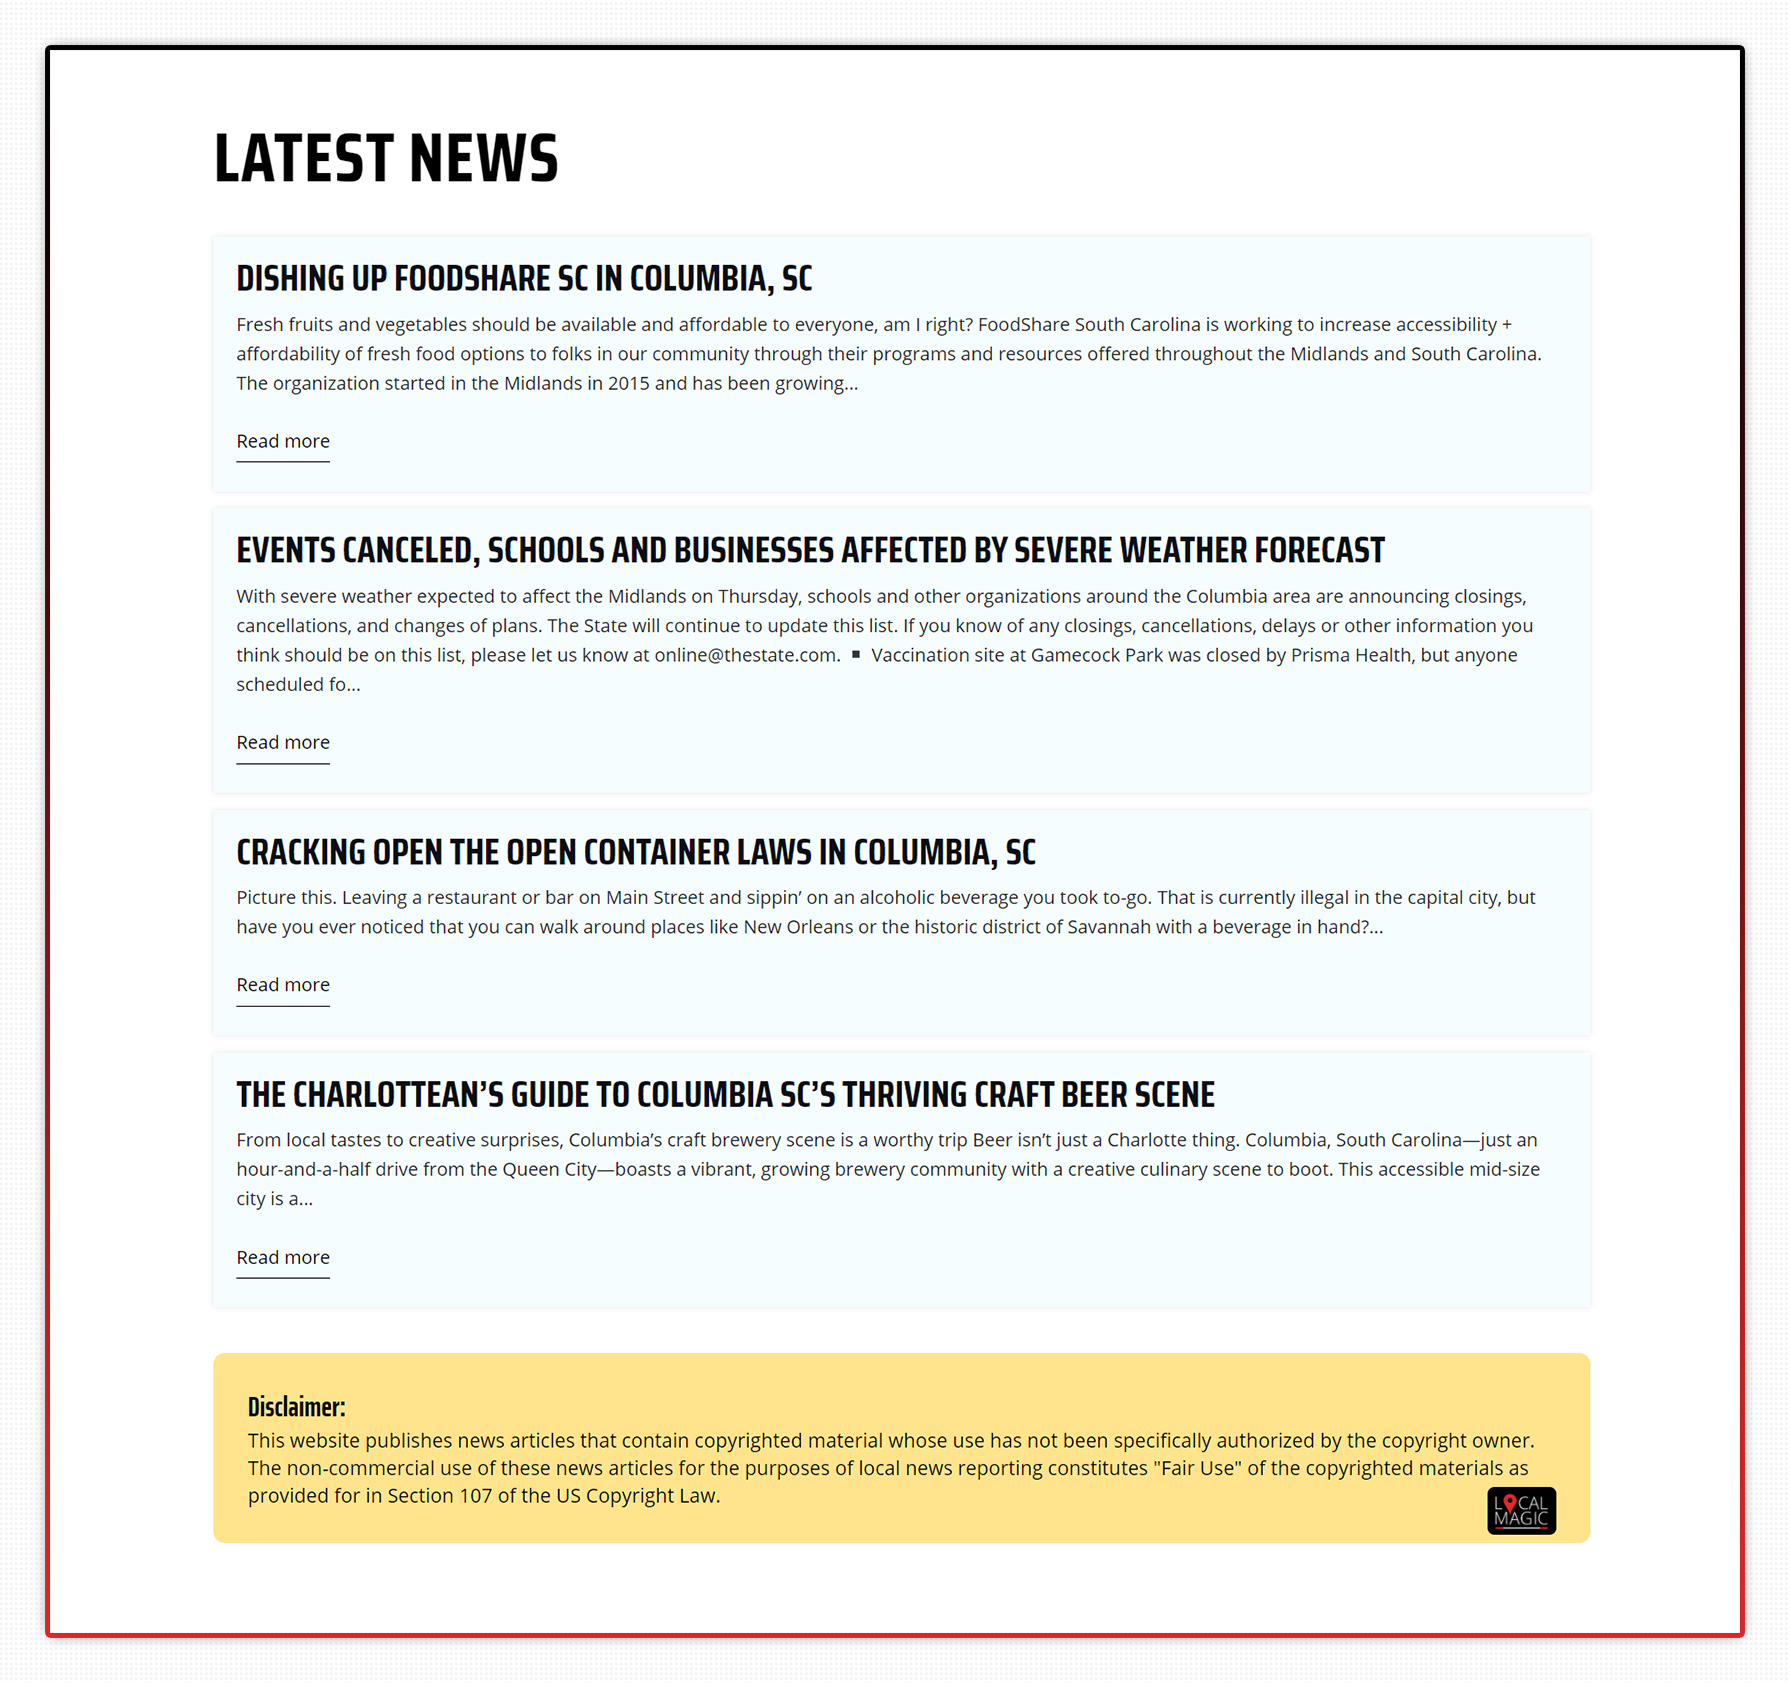 LATEST NEWS
DISHING UP FOODSHARE SC IN COLUMBIA, SC
Fresh fruits and vegetables should be available and affordable to everyone, am I right? FoodShare South Carolina is working to increase accessibility +
affordability of fresh food options to folks in our community through their programs and resources offered throughout the Midlands and South Carolina.
The organization started in the Midlands in 2015 and has been growing...
Read more
EVENTS CANCELED, SCHOOLS AND BUSINESSES AFFECTED BY SEVERE WEATHER FORECAST
With severe weather expected to affect the Midlands on Thursday, schools and other organizations around the Columbia area are announcing closings,
cancellations, and changes of plans. The State will continue to update this list. If you know of any closings, cancellations, delays or other information you
think should be on this list, please let us know at online@thestate.com. ▪ Vaccination site at Gamecock Park was closed by Prisma Health, but anyone
scheduled fo...
Read more
CRACKING OPEN THE OPEN CONTAINER LAWS IN COLUMBIA, SC
Picture this. Leaving a restaurant or bar on Main Street and sippin’ on an alcoholic beverage you took to-go. That is currently illegal in the capital city, but
have you ever noticed that you can walk around places like New Orleans or the historic district of Savannah with a beverage in hand?...
Read more
THE CHARLOTTEAN’S GUIDE TO COLUMBIA SC’S THRIVING CRAFT BEER SCENE
From local tastes to creative surprises, Columbia’s craft brewery scene is a worthy trip Beer isn’t just a Charlotte thing. Columbia, South Carolina—just an
hour-and-a-half drive from the Queen City—boasts a vibrant, growing brewery community with a creative culinary scene to boot. This accessible mid-size
city is a...
Read more
Disclaimer:
This website publishes news articles that contain copyrighted material whose use has not been specifically authorized by the copyright owner.
The non-commercial use of these news articles for the purposes of local news reporting constitutes "Fair Use" of the copyrighted materials as
provided for in Section 107 of the US Copyright Law.
LOCAL
MAGIC